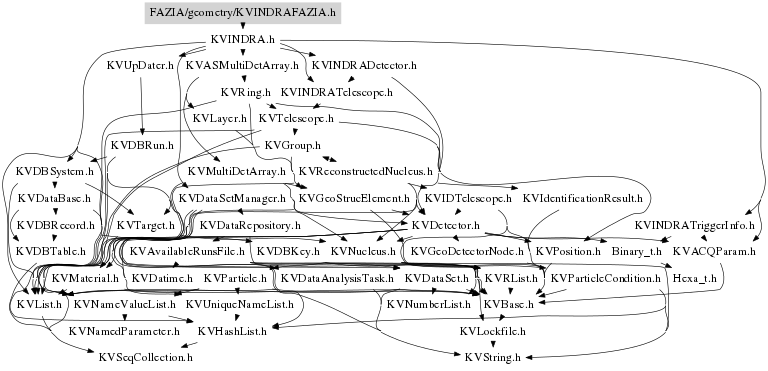 FAZIA/geometry/KVINDRAFAZIA.h
KVINDRA.h
KVUpDater.h KVASMultiDetArray.h KVINDRADetector.h
KVRing.h KVINDRATelescope.h
KVLayer.h KVTelescope.h
KVDBRun.h KVGroup.h
KVDBSystem.h KVMultiDetArray.h KVReconstructedNucleus.h
KVDataBase.h KVDataSetManager.h KVGeoStrucElement.h KVIDTelescope.h KVIdentificationResult.h
KVDBRecord.h KVTarget.h KVDataRepository.h KVDetector.h KVINDRATriggerInfo.h
KVDBTable.h KVAvailableRunsFile.h KVDBKey.h KVNucleus.h KVGeoDetectorNode.h KVPosition.h Binary_t.h KVACQParam.h
KVMaterial.h KVDatime.h KVParticle.h KVDataAnalysisTask.h KVDataSet.h KVRList.h KVParticleCondition.h Hexa_t.h
KVList.h KVNameValueList.h KVUniqueNameList.h KVNumberList.h KVBase.h
KVNamedParameter.h KVHashList.h KVLockfile.h
KVSeqCollection.h KVString.h